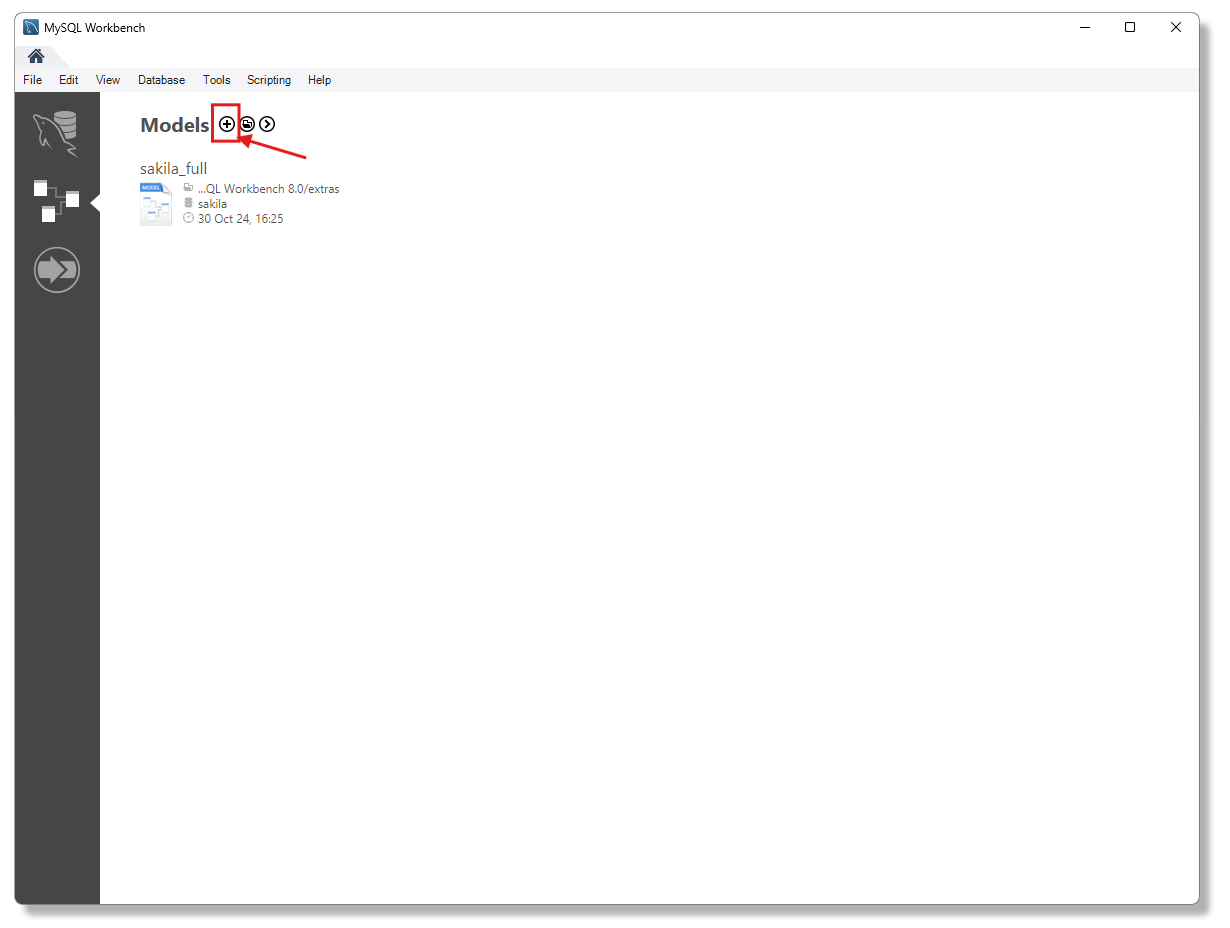 MySQL Workbench
File Edit View Database Tools Scripting Help
Models
sakila_full
MODEL
...QL Workbench 8.0/extras
sakila
30 Oct 24, 16:25